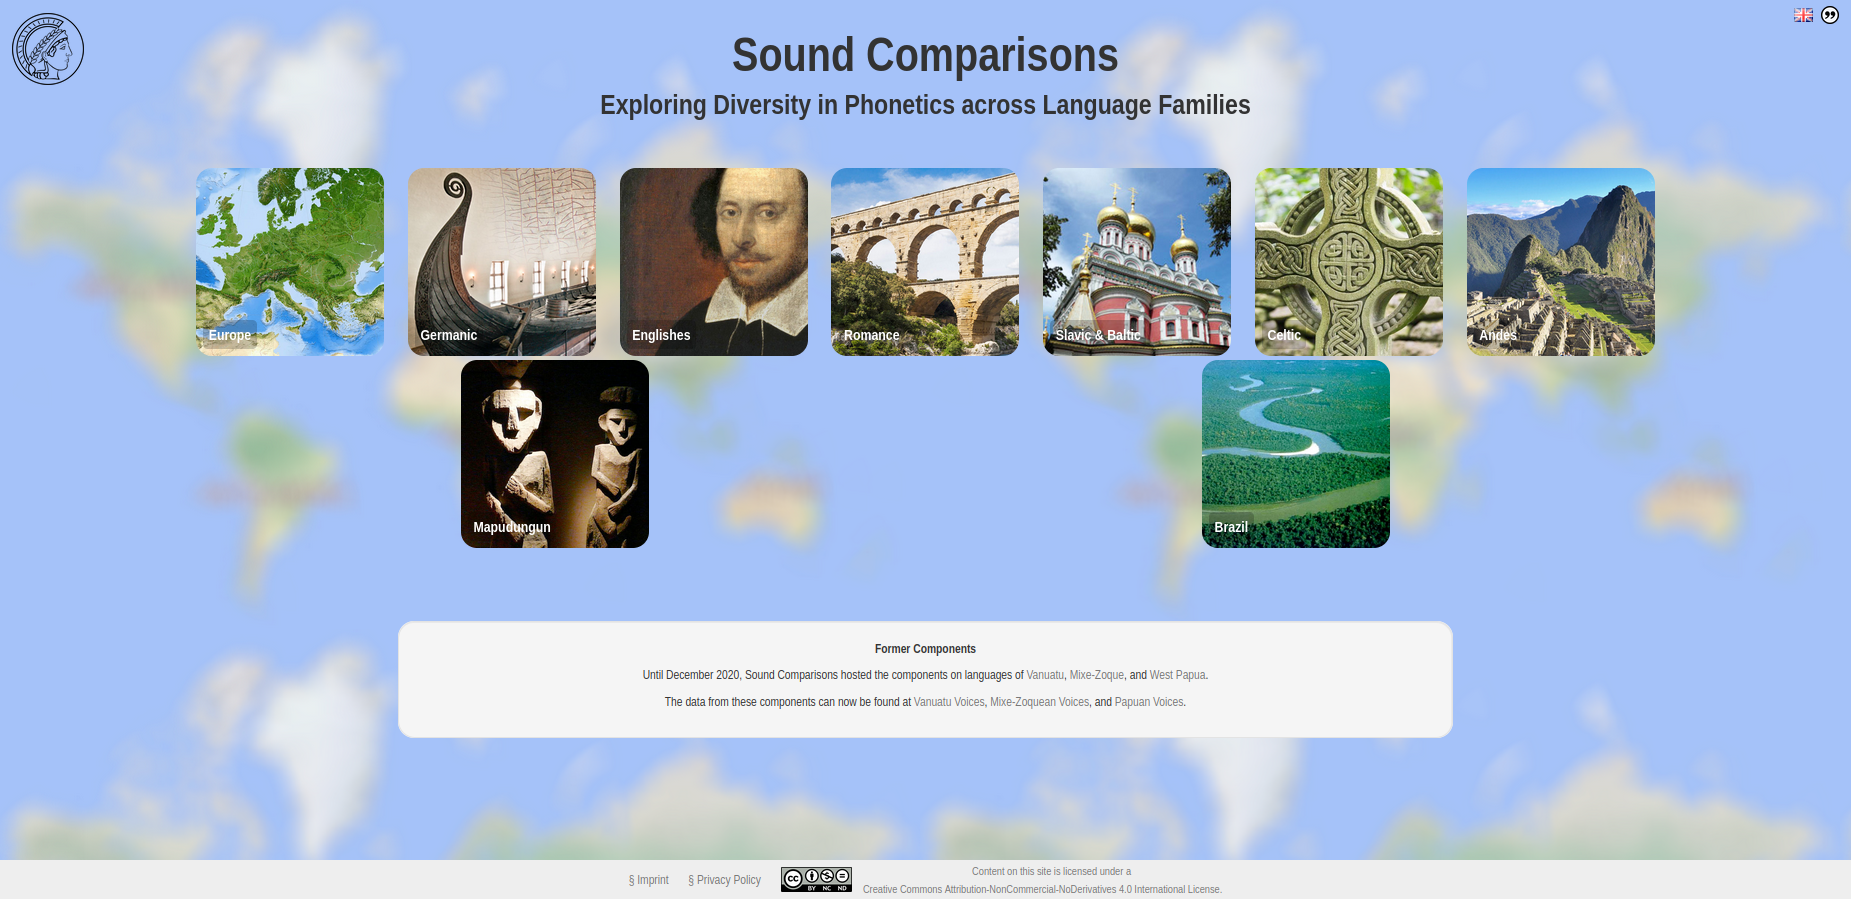 Sound Comparisons
Exploring Diversity in Phonetics across Language Families
Europe
Germanic
Englishes
Romance
Slavic & Baltic
Celtic
Andes
Mapudungun
Brazil
Former Components
Until December 2020, Sound Comparisons hosted the components on languages of Vanuatu, Mixe-Zoque, and West Papua.
The data from these components can now be found at Vanuatu Voices, Mixe-Zoquean Voices, and Papuan Voices.
§ Imprint § Privacy Policy
cc BY NC ND
Content on this site is licensed under a
Creative Commons Attribution-NonCommercial-NoDerivatives 4.0 International License.